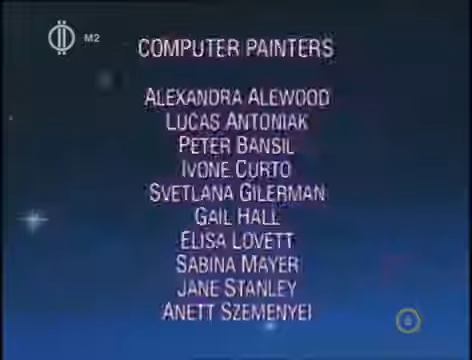 M2
COMPUTER PAINTERS
ALEXANDRA ALEWOOD
LUCAS ANTONIAK
PETER BANSIL
IVONE CURTO
SVETLANA GILERMAN
GAIL HALL
ELISA LOVETT
SABINA MAYER
JANE STANLEY
ANETT SZEMENYEI
6